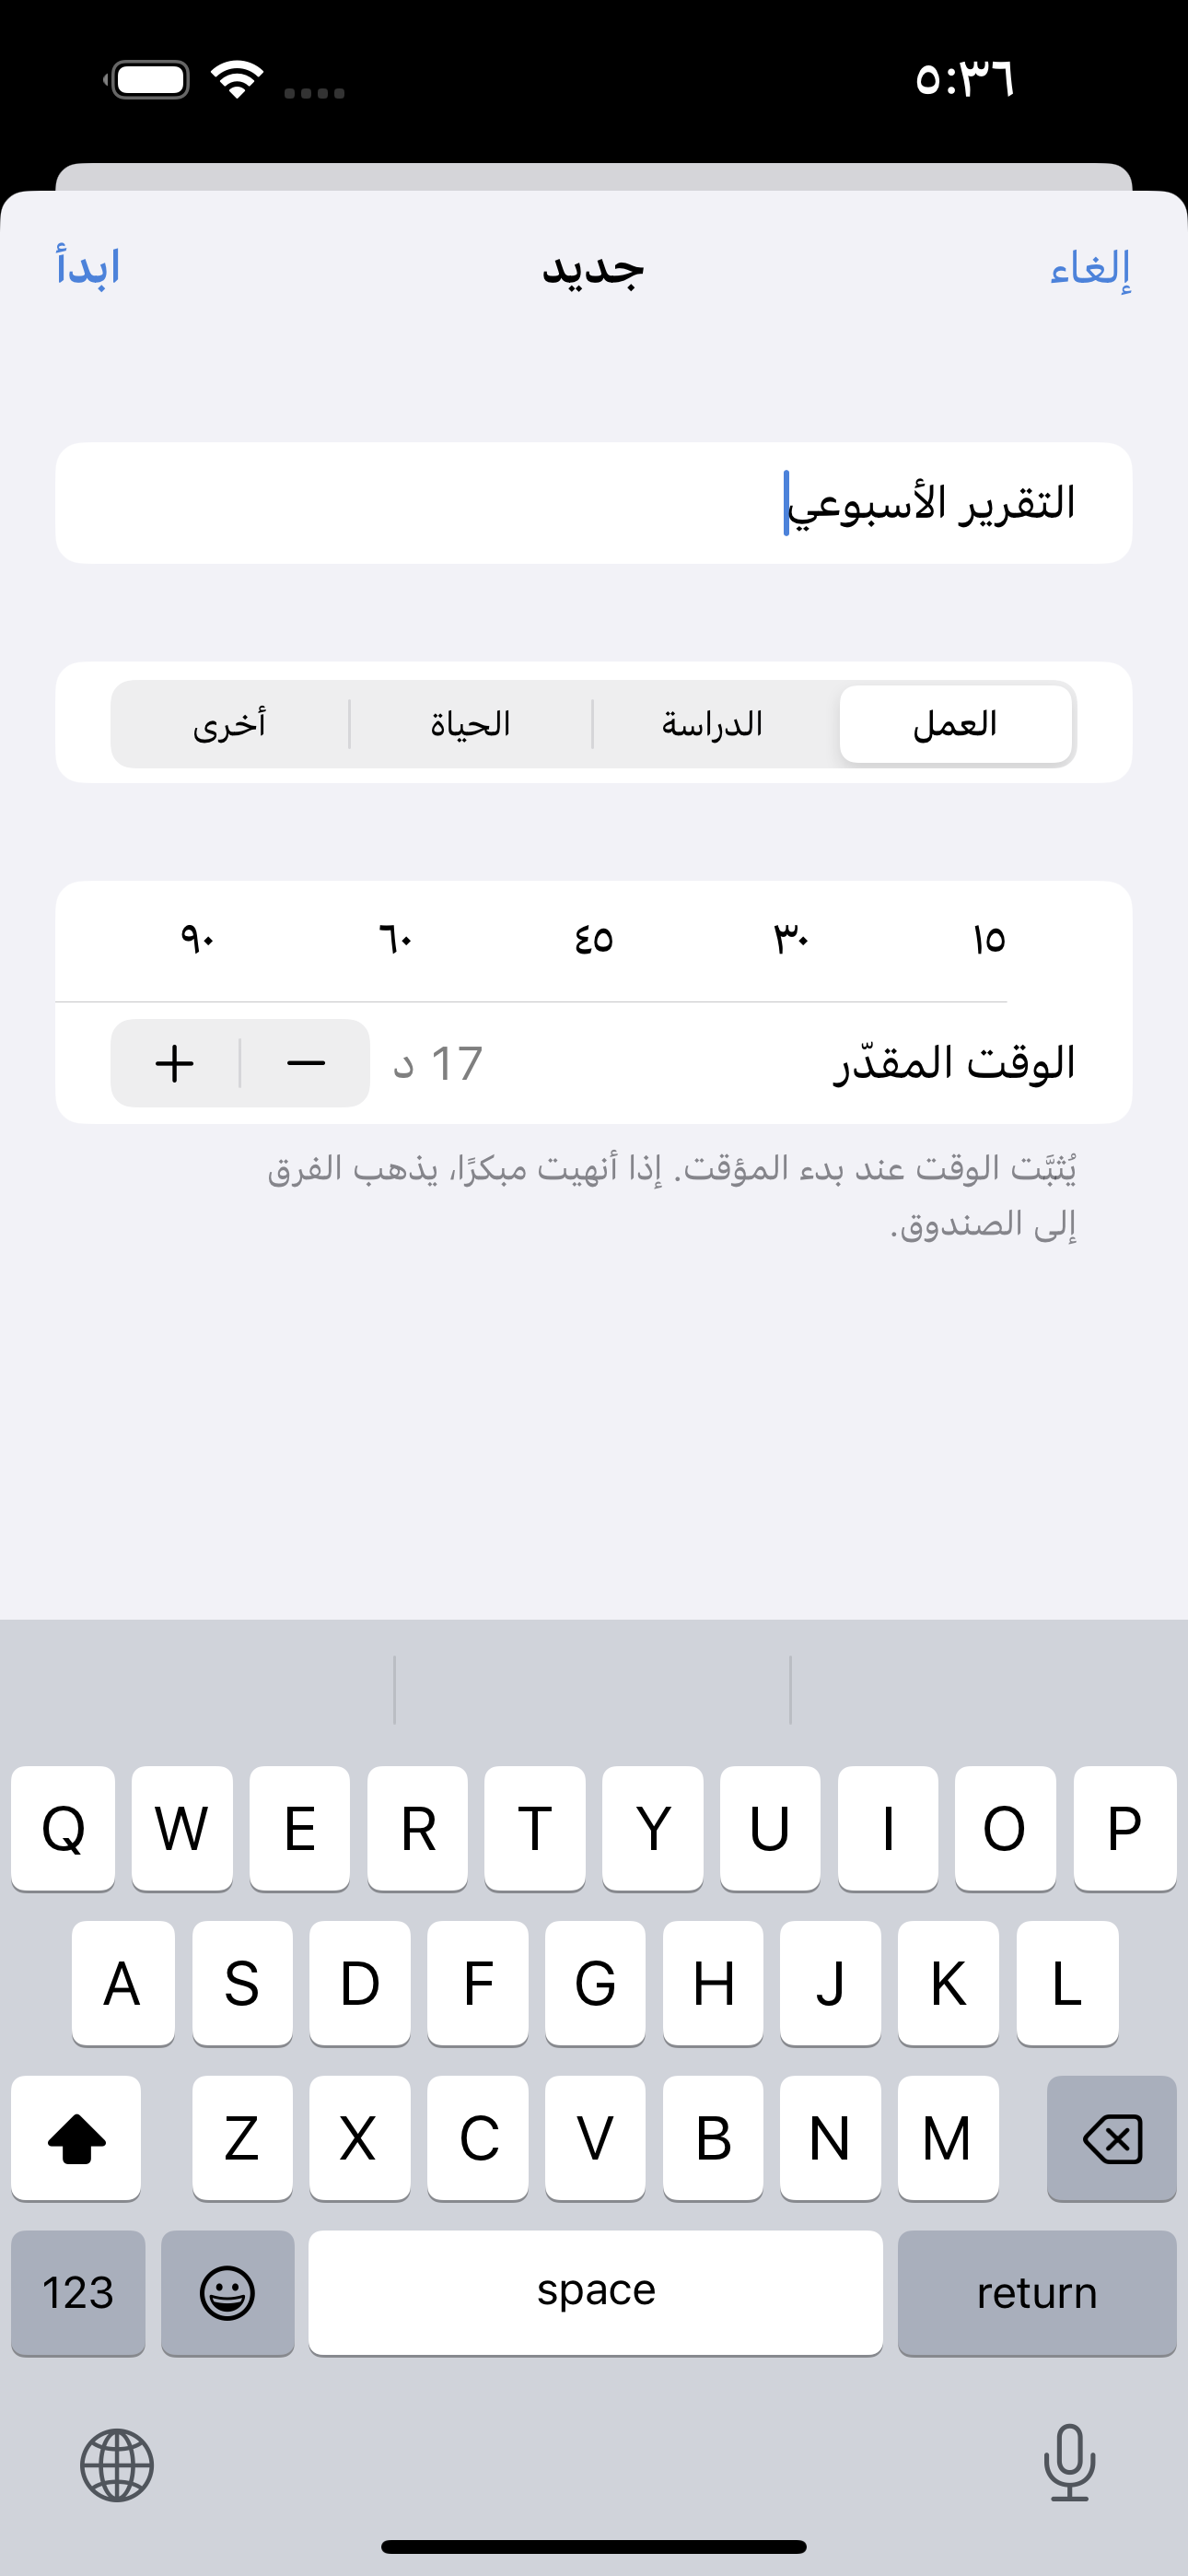 ٥:٣٦
إلغاء
جديد
ابدأ
التقرير الأسبوعي
العمل
الدراسة
الحياة
أخرى
١٥
٣٠
٤٥
٦٠
٩٠
الوقت المقدّر
17 د
يُثبَّت الوقت عند بدء المؤقت. إذا أنهيت مبكرًا، يذهب الفرق
إلى الصندوق.
Q W E R T Y U I O P
A S D F G H J K L
Z X C V B N M
123
space
return